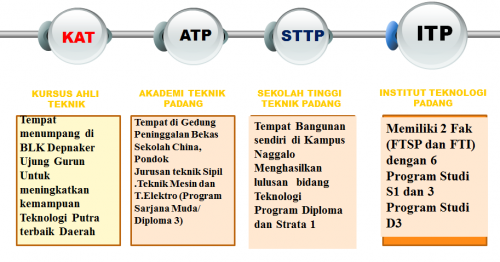 KAT
ATP
STTP
ITP
KURSUS AHLI
TEKNIK
Tempat
menumpang di
BLK Depnaker
Ujung Gurun
Untuk
meningkatkan
kemampuan
Teknologi Putra
terbaik Daerah
AKADEMI TEKNIK
PADANG
Tempat di Gedung
Peninggalan Bekas
Sekolah China,
Pondok
Jurusan teknik Sipil
.Teknik Mesin dan
T.Elektro (Program
Sarjana Muda/
Diploma 3)
SEKOLAH TINGGI
TEKNIK PADANG
Tempat Bangunan
sendiri di Kampus
Naggalo
Menghasilkan
lulusan bidang
Teknologi
Program Diploma
dan Strata 1
INSTITUT TEKNOLOGI
PADANG
Memiliki 2 Fak
(FTSP dan FTI)
dengan 6
Program Studi
S1 dan 3
Program Studi
D3